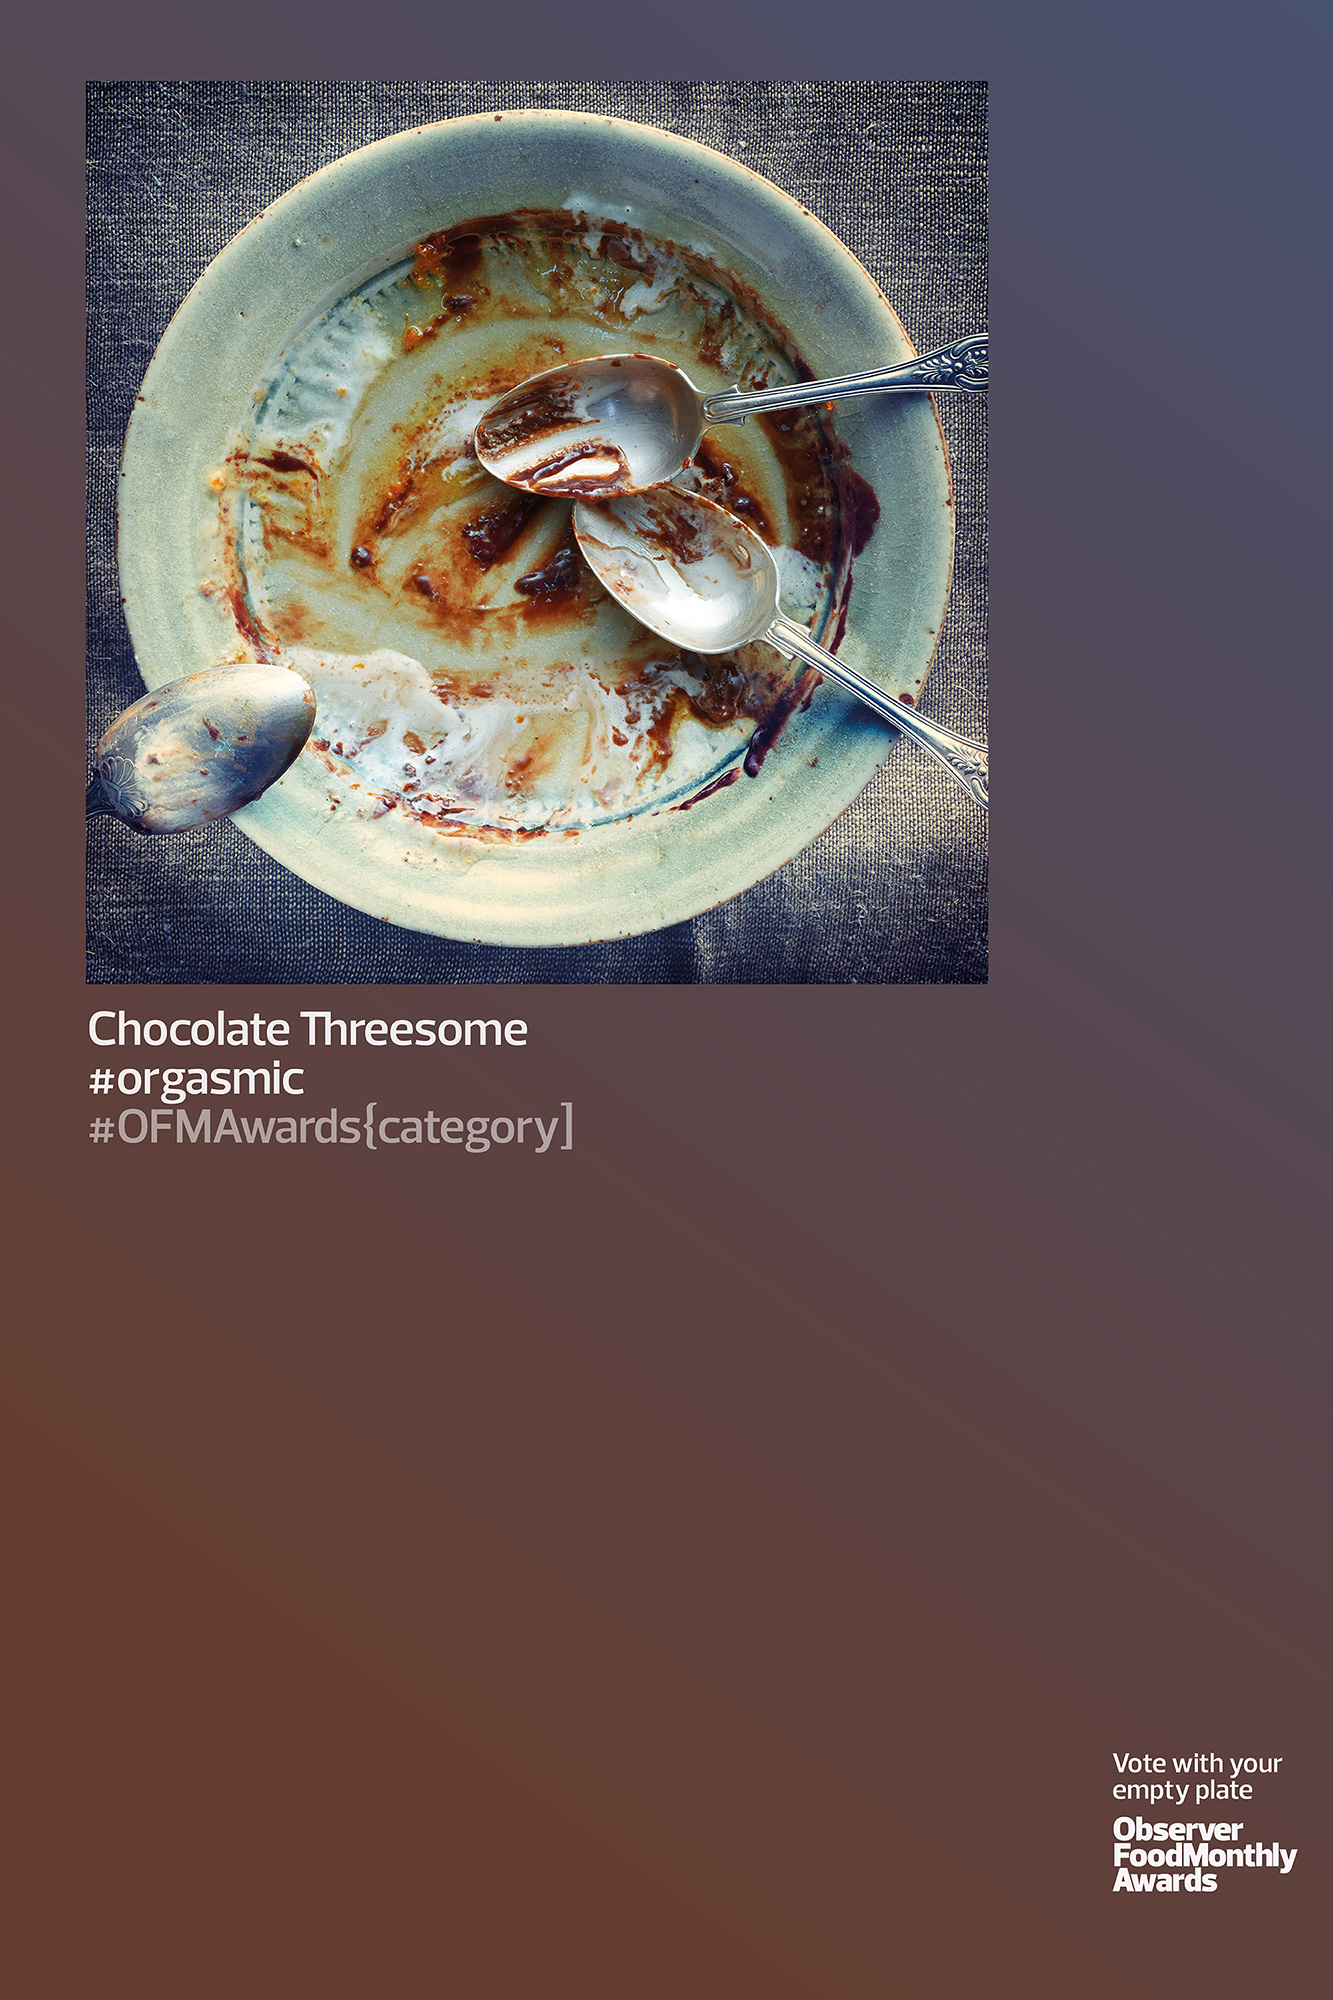 Chocolate Threesome
#orgasmic
#OFMAwards{category]
Vote with your
empty plate
Observer
FoodMonthly
Awards